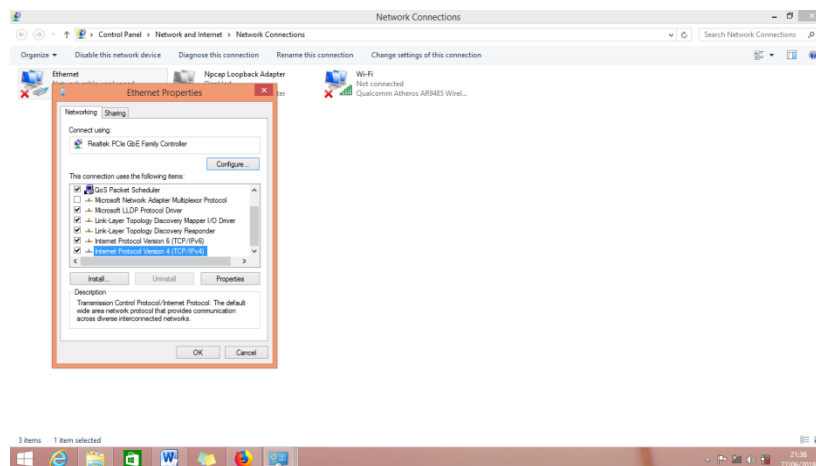 Network Connections
Control Panel Network and Internet Network Connections
Search Network Connections
Organize Disable this network device Diagnose this connection Rename this connection Change settings of this connection
Ethernet
Network cable unplugged
Npcap Loopback Adapter
Disabled
Wi-Fi
Not connected
Qualcomm Atheros AR9485 Wirel...
Ethernet Properties
Networking Sharing
Connect using:
Realtek PCIe GbE Family Controller
Configure...
This connection uses the following items:
QoS Packet Scheduler
Microsoft Network Adapter Multiplexor Protocol
Microsoft LLDP Protocol Driver
Link-Layer Topology Discovery Mapper I/O Driver
Link-Layer Topology Discovery Responder
Internet Protocol Version 6 (TCP/IPv6)
Internet Protocol Version 4 (TCP/IPv4)
Install... Uninstall Properties
Description
Transmission Control Protocol/Internet Protocol. The default
wide area network protocol that provides communication
across diverse interconnected networks.
OK Cancel
3 items 1 item selected
21:36